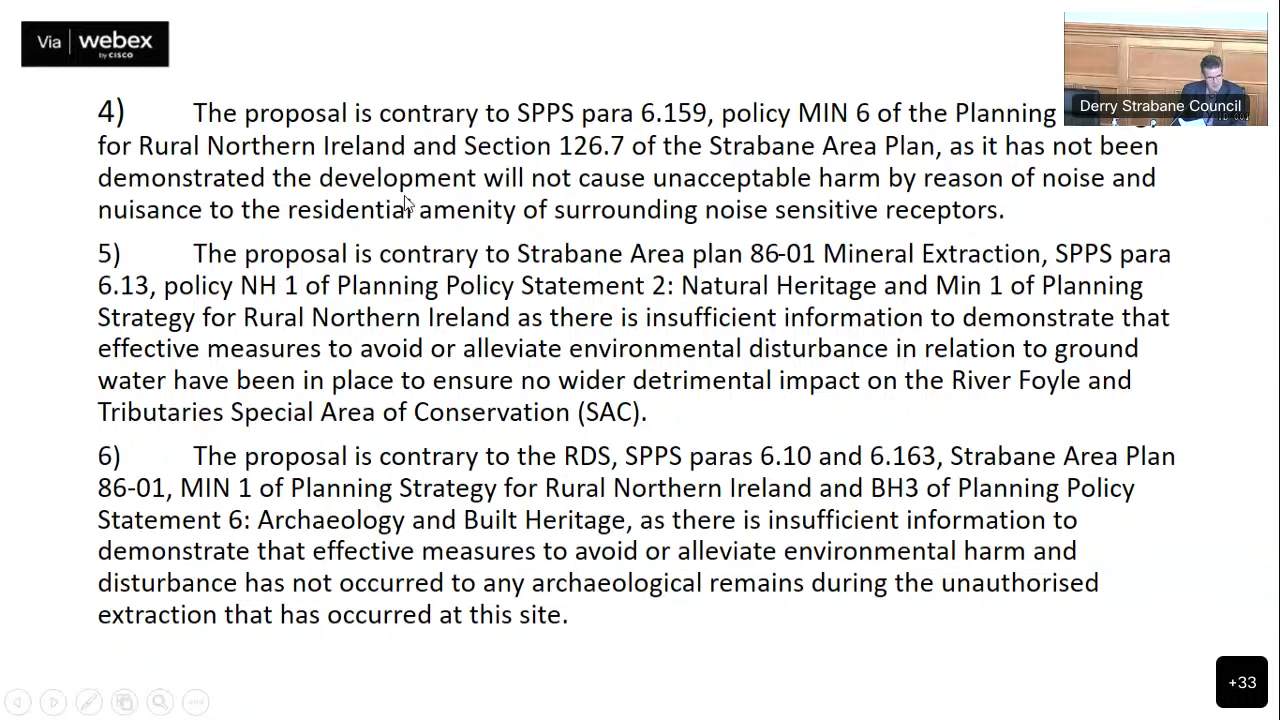 Via webex
by CISCO
Derry Strabane Council
4) The proposal is contrary to SPPS para 6.159, policy MIN 6 of the Planning
for Rural Northern Ireland and Section 126.7 of the Strabane Area Plan, as it has not been
demonstrated the development will not cause unacceptable harm by reason of noise and
nuisance to the residential amenity of surrounding noise sensitive receptors.
5) The proposal is contrary to Strabane Area plan 86-01 Mineral Extraction, SPPS para
6.13, policy NH 1 of Planning Policy Statement 2: Natural Heritage and Min 1 of Planning
Strategy for Rural Northern Ireland as there is insufficient information to demonstrate that
effective measures to avoid or alleviate environmental disturbance in relation to ground
water have been in place to ensure no wider detrimental impact on the River Foyle and
Tributaries Special Area of Conservation (SAC).
6) The proposal is contrary to the RDS, SPPS paras 6.10 and 6.163, Strabane Area Plan
86-01, MIN 1 of Planning Strategy for Rural Northern Ireland and BH3 of Planning Policy
Statement 6: Archaeology and Built Heritage, as there is insufficient information to
demonstrate that effective measures to avoid or alleviate environmental harm and
disturbance has not occurred to any archaeological remains during the unauthorised
extraction that has occurred at this site.
+33